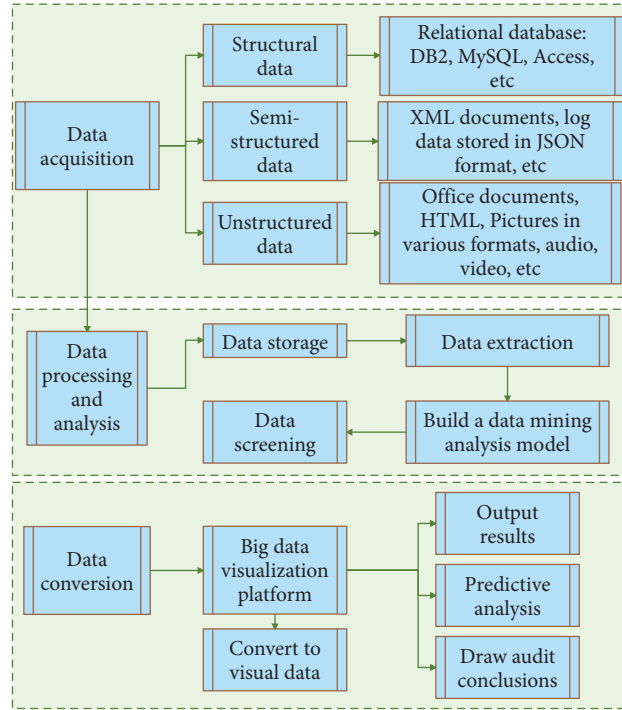 Data
acquisition
Structural
data
Relational database:
DB2, MySQL, Access,
etc
Semi-
structured data
XML documents, log
data stored in JSON
format, etc
Unstructured
data
Office documents,
HTML, Pictures in
various formats, audio,
video, etc
Data
processing
and
analysis
Data storage
Data extraction
Build a data mining
analysis model
Data
screening
Data
conversion
Big data
visualization
platform
Convert to
visual data
Output
results
Predictive
analysis
Draw audit
conclusions